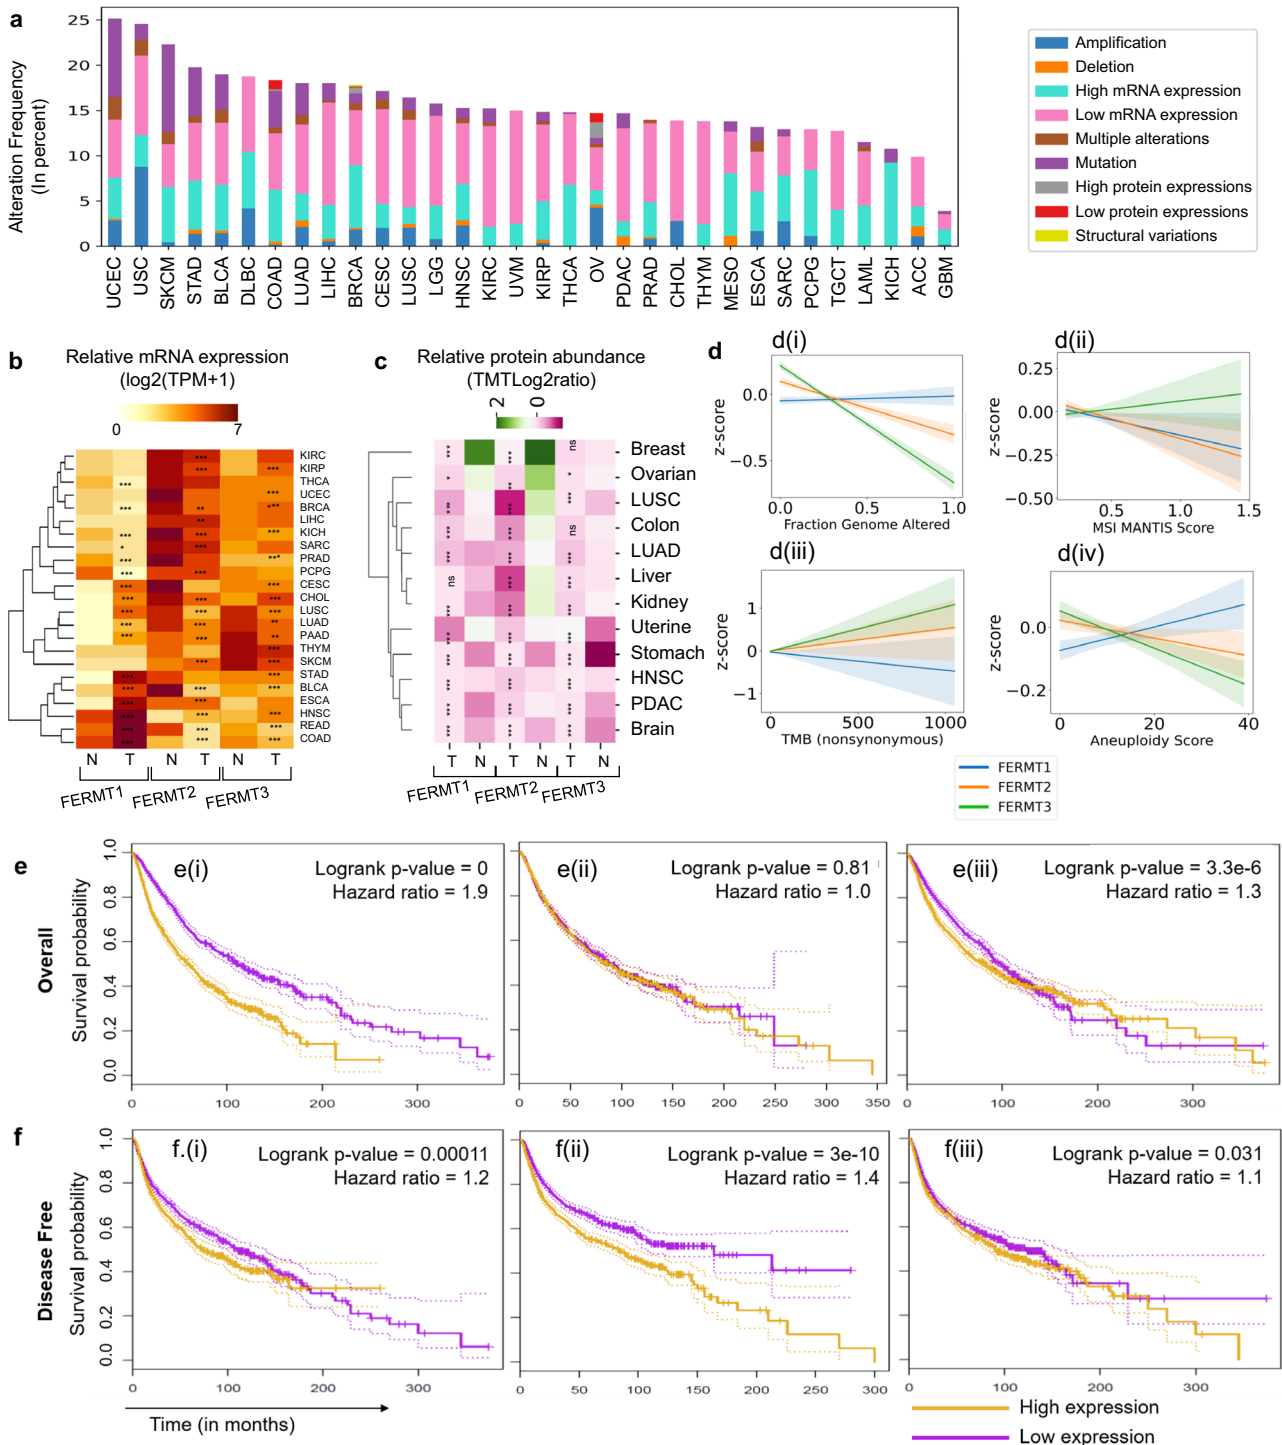 a
Alteration Frequency
(In percent)
25
20
15
10
5
0
UCEC
USC
SKCM
STAD
BLCA
DLBC
COAD
LUAD
LIHC
BRCA
CESC
LUSC
LGG
HNSC
KIRC
UVM
KIRP
THCA
OV
PDAC
PRAD
CHOL
THYM
MESO
ESCA
SARC
PCPG
TGCT
LAML
KICH
ACC
GBM
Amplification
Deletion
High mRNA expression
Low mRNA expression
Multiple alterations
Mutation
High protein expressions
Low protein expressions
Structural variations
b
Relative mRNA expression
(log2(TPM+1)
0 7
KIRC
KIRP
THCA
UCEC
BRCA
LIHC
KICH
SARC
PRAD
PCPG
CESC
CHOL
LUSC
LUAD
PAAD
THYM
SKCM
STAD
BLCA
ESCA
HNSC
READ
COAD
N T N T N T
FERMT1 FERMT2 FERMT3
c
Relative protein abundance
(TMTLog2ratio)
2 0
ns
ns
ns
Breast
Ovarian
LUSC
Colon
LUAD
Liver
Kidney
Uterine
Stomach
HNSC
PDAC
Brain
T N T N T N
FERMT1 FERMT2 FERMT3
d
d(i)
z-score
0.0
−0.5
0.0 0.5 1.0
Fraction Genome Altered
d(ii)
z-score
0.25
0.00
−0.25
−0.50
0.5 1.0 1.5
MSI MANTIS Score
d(iii)
z-score
1
0
−1
0 500 1000
TMB (nonsynonymous)
d(iv)
z-score
0.0
−0.2
0 20 40
Aneuploidy Score
FERMT1
FERMT2
FERMT3
e
Overall
Survival probability
1.0
0.8
0.6
0.4
0.2
0.0
e(i)
Logrank p-value = 0
Hazard ratio = 1.9
0 100 200 300
e(ii)
Logrank p-value = 0.81
Hazard ratio = 1.0
0 50 100 150 200 250 300 350
e(iii)
Logrank p-value = 3.3e-6
Hazard ratio = 1.3
0 100 200 300
f
Disease Free
Survival probability
1.0
0.8
0.6
0.4
0.2
0.0
f.(i)
Logrank p-value = 0.00011
Hazard ratio = 1.2
0 100 200 300
f(ii)
Logrank p-value = 3e-10
Hazard ratio = 1.4
0 50 100 150 200 250 300
f(iii)
Logrank p-value = 0.031
Hazard ratio = 1.1
0 100 200 300
Time (in months)
High expression
Low expression